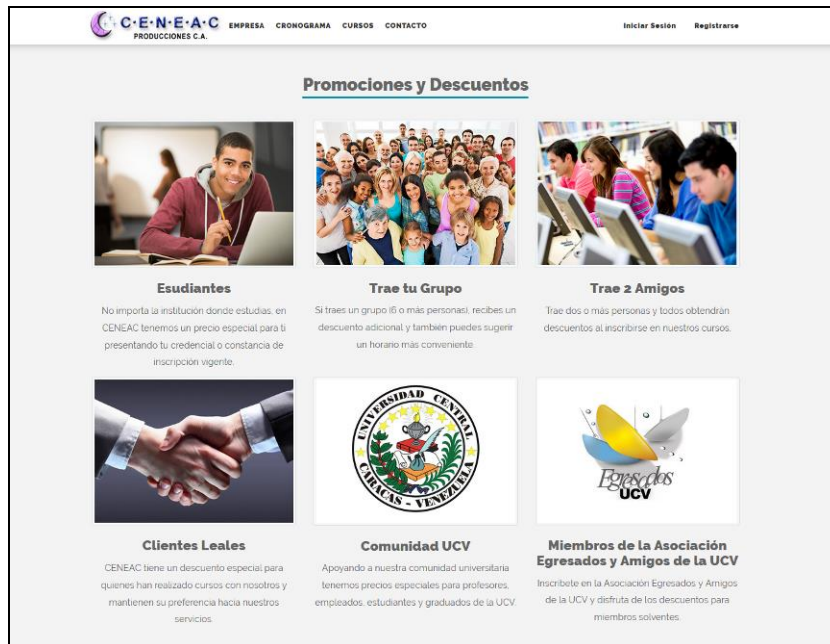 C·E·N·E·A·C
PRODUCCIONES C.A.
EMPRESA CRONOGRAMA CURSOS CONTACTO
Iniciar Sesión Registrarse
Promociones y Descuentos
Esudiantes
No importa la institución donde estudias, en
CENEAC tenemos un precio especial para ti
presentando tu credencial o constancia de
inscripción vigente.
Trae tu Grupo
Si traes un grupo (6 o más personas), recibes un
descuento adicional y también puedes sugerir
un horario más conveniente
Trae 2 Amigos
Trae dos o más personas y todos obtendrán
descuentos al inscribirse en nuestros cursos.
UNIVERSIDAD CENTRAL
CARACAS - VENEZUELA
Egresados
UCV
Clientes Leales
CENEAC tiene un descuento especial para
quienes han realizado cursos con nosotros y
mantienen su preferencia hacia nuestros
servicios.
Comunidad UCV
Apoyando a nuestra comunidad universitaria
tenemos precios especiales para profesores,
empleados, estudiantes y graduados de la UCV.
Miembros de la Asociación
Egresados y Amigos de la UCV
Inscríbete en la Asociación Egresados y Amigos
de la UCV y disfruta de los descuentos para
miembros solventes.